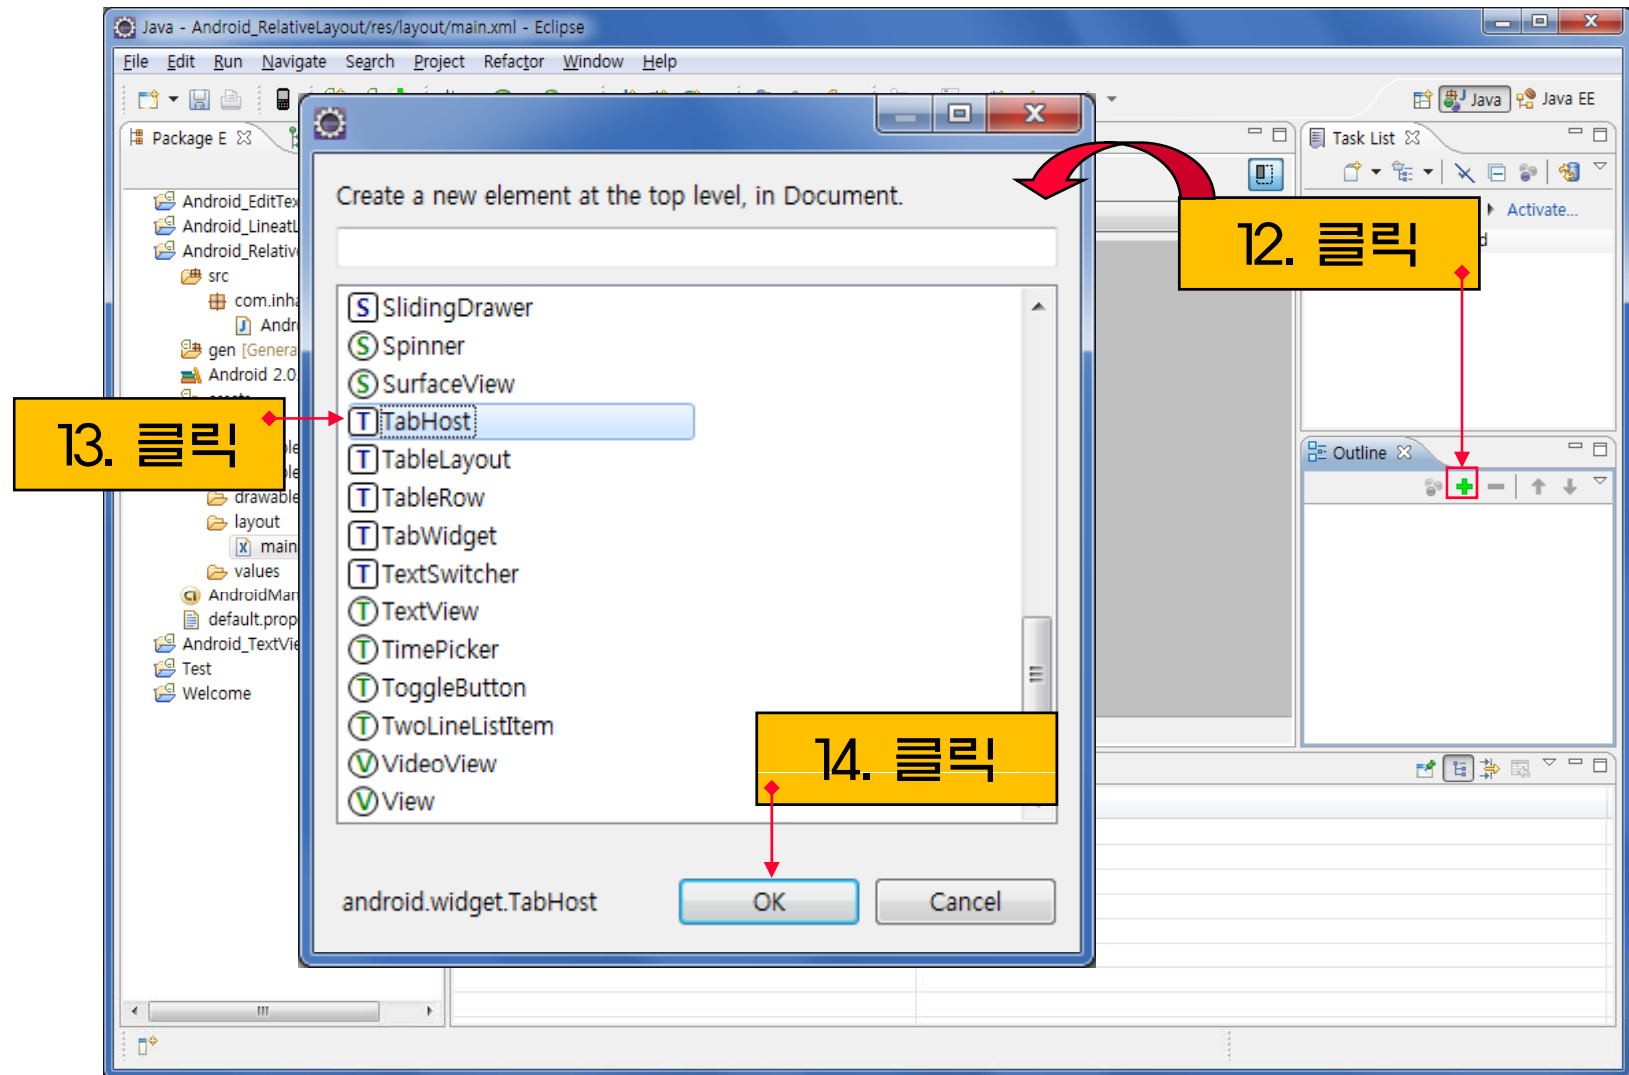 Java - Android_RelativeLayout/res/layout/main.xml - Eclipse
File Edit Run Navigate Search Project Refactor Window Help
Java Java EE
Package E
Task List
Create a new element at the top level, in Document.
Activate...
12. 클릭
Android_EditTex
Android_LineatL
Android_Relativ
src
com.inha
Andr
gen [Genera
Android 2.0.
drawable
layout
main
values
AndroidMan
default.prop
Android_TextVie
Test
Welcome
SlidingDrawer
Spinner
SurfaceView
TabHost
TableLayout
TableRow
TabWidget
TextSwitcher
TextView
TimePicker
ToggleButton
TwoLineListItem
VideoView
View
13. 클릭
Outline
14. 클릭
android.widget.TabHost
OK
Cancel